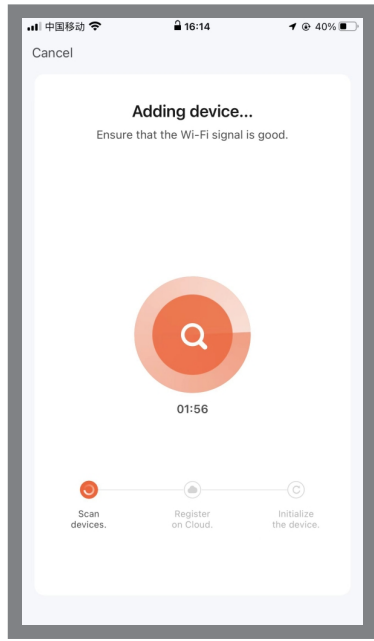 中国移动 16:14 40%
Cancel
Adding device...
Ensure that the Wi-Fi signal is good.
01:56
Scan
devices.
Register
on Cloud.
Initialize
the device.